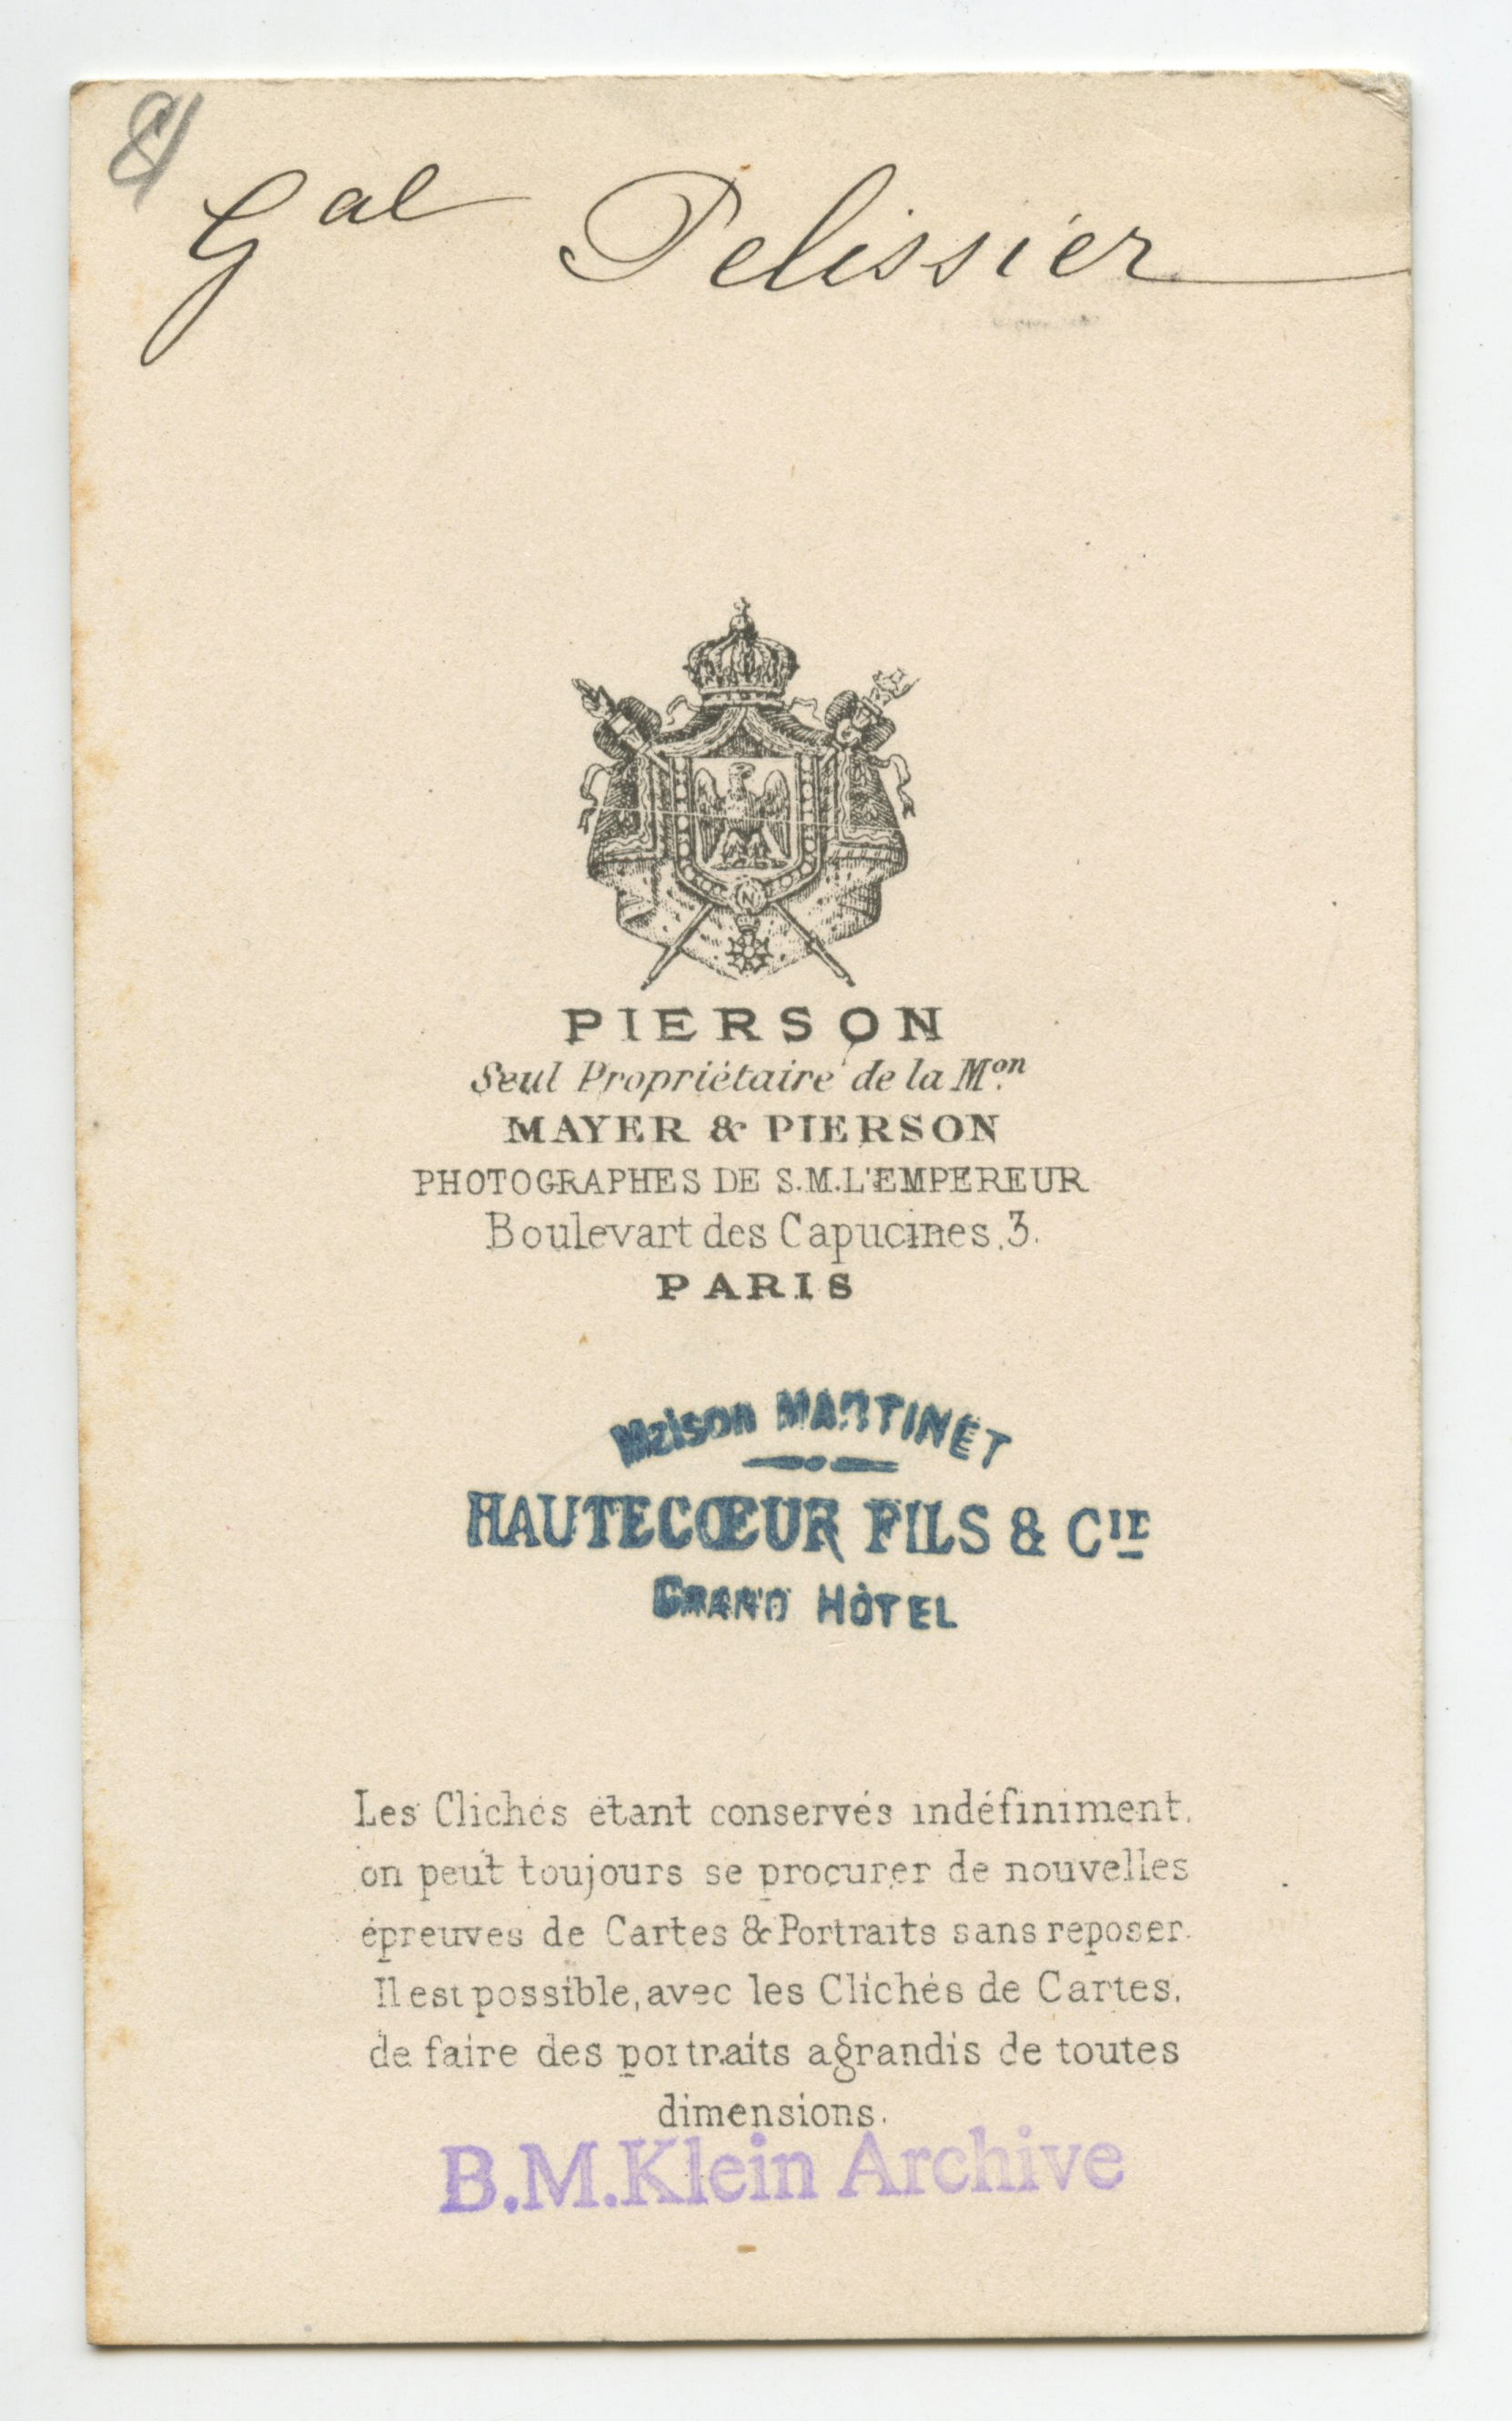 Gal Pelissier
N
PIERSON
Seul Propriétaire de la Mon.
MAYER & PIERSON
PHOTOGRAPHES DE S.M.L'EMPEREUR
Boulevart des Capucines, 3.
PARIS
Maison MARTINET
HAUTECŒUR FILS & CIE
GRAND HÔTEL
Les Clichés étant conservés indéfiniment.
on peut toujours se procurer de nouvelles
épreuves de Cartes & Portraits sans reposer.
Il est possible, avec les Clichés de Cartes,
de faire des portraits agrandis de toutes
dimensions.
B.M.Klein Archive